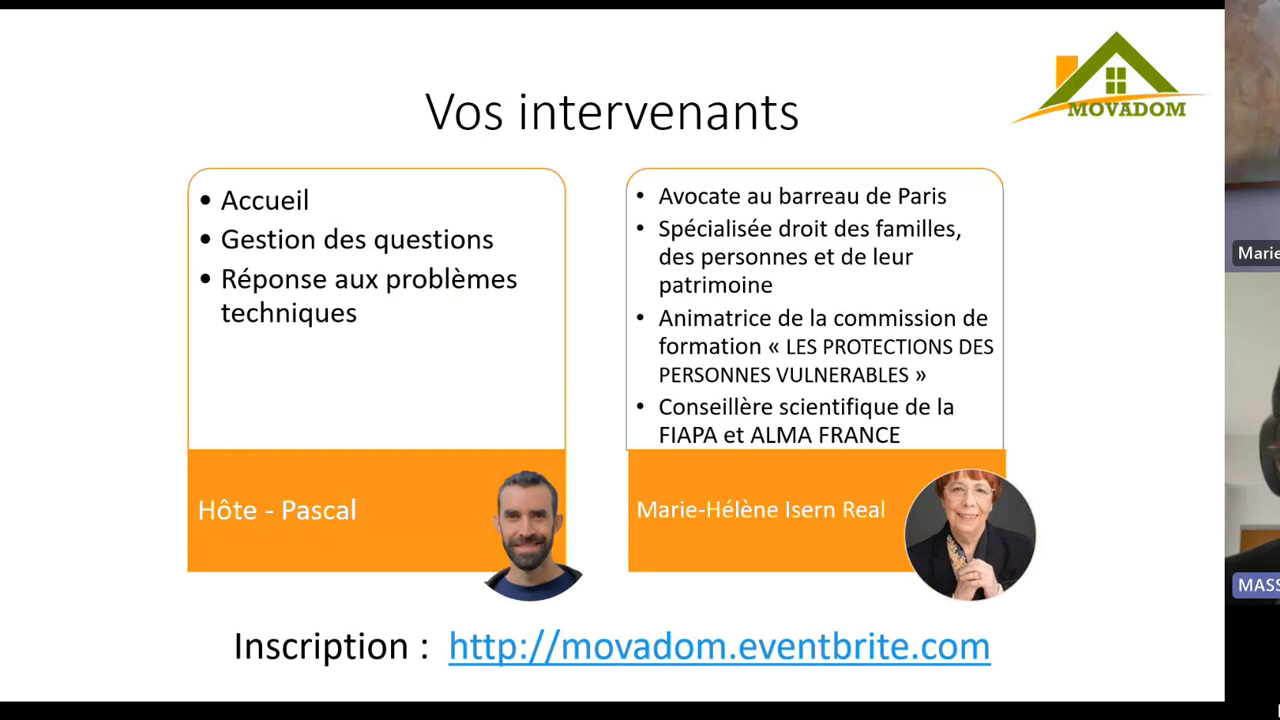 Vos intervenants
MOVADOM
• Accueil
• Gestion des questions
• Réponse aux problèmes
techniques
Hôte - Pascal
• Avocate au barreau de Paris
• Spécialisée droit des familles,
des personnes et de leur
patrimoine
• Animatrice de la commission de
formation « LES PROTECTIONS DES
PERSONNES VULNERABLES »
• Conseillère scientifique de la
FIAPA et ALMA FRANCE
Marie-Hélène Isern Real
Inscription : http://movadom.eventbrite.com
Marie
MASS